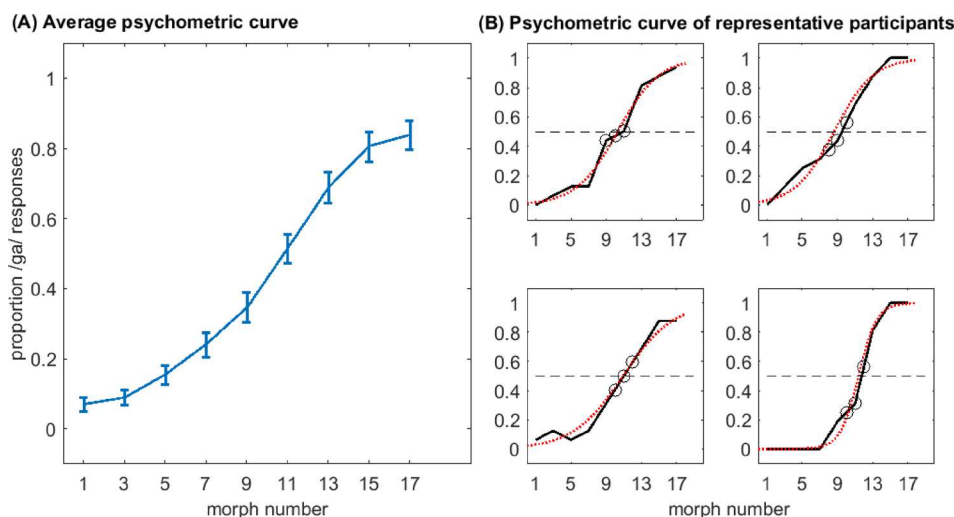 (A) Average psychometric curve
proportion /ga/ responses
1
0.8
0.6
0.4
0.2
0
1 3 5 7 9 11 13 15 17
morph number
(B) Psychometric curve of representative participants
1
0.8
0.6
0.4
0.2
0
1 5 9 13 17
1
0.8
0.6
0.4
0.2
0
1 5 9 13 17
1
0.8
0.6
0.4
0.2
0
1 5 9 13 17
morph number
1
0.8
0.6
0.4
0.2
0
1 5 9 13 17
morph number